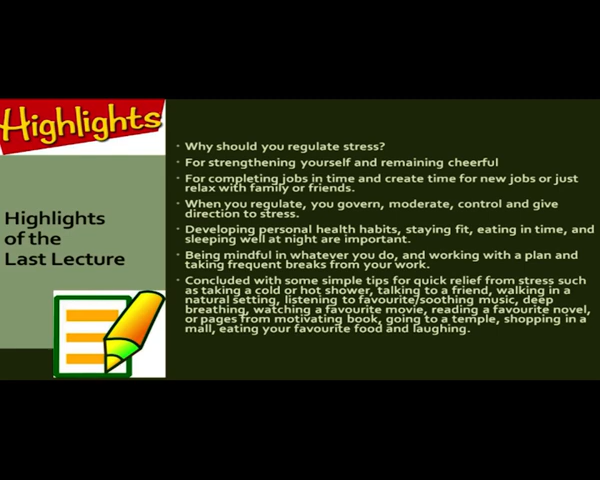 Highlights
Highlights
of the
Last Lecture
Why should you regulate stress?
For strengthening yourself and remaining cheerful
For completing jobs in time and create time for new jobs or just
relax with family or friends.
When you regulate, you govern, moderate, control and give
direction to stress.
Developing personal health habits, staying fit, eating in time, and
sleeping well at night are important.
Being mindful in whatever you do, and working with a plan and
taking frequent breaks from your work.
Concluded with some simple tips for quick relief from stress such
as taking a cold or hot shower, talking to a friend, walking in a
natural setting, listening to favourite/soothing music, deep
breathing, watching a favourite movie, reading a favourite novel,
or pages from motivating book, going to a temple, shopping in a
mall, eating your favourite food and laughing.